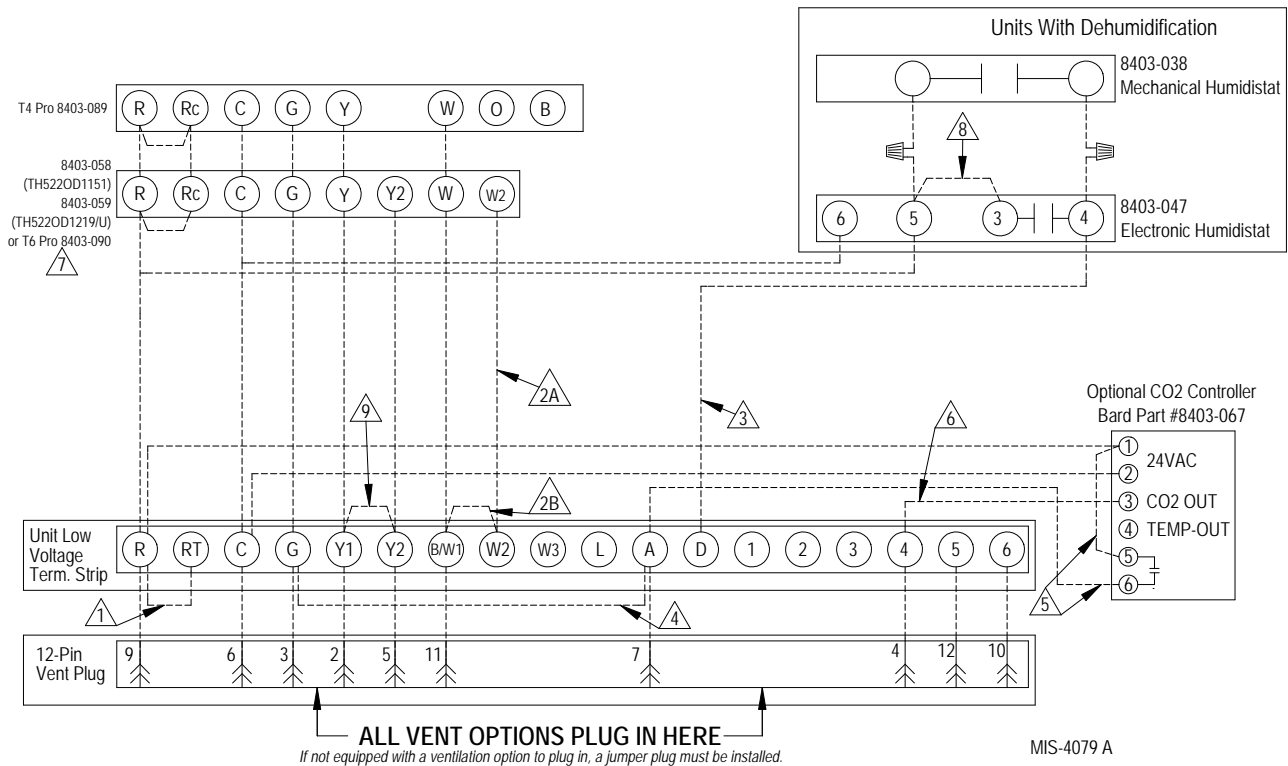 Units With Dehumidification
8403-038
Mechanical Humidistat
T4 Pro 8403-089
R Rc C G Y W O B
8
8403-058
(TH522OD1151)
8403-059
(TH522OD1219/U)
or T6 Pro 8403-090
7
R Rc C G Y Y2 W W2
6 5 3 4
8403-047
Electronic Humidistat
2A
9
3
6
2B
Optional CO2 Controller
Bard Part #8403-067
1
24VAC
2
3 CO2 OUT
4 TEMP-OUT
5
6
5
Unit Low
Voltage
Term. Strip
R RT C G Y1 Y2 B/W1 W2 W3 L A D 1 2 3 4 5 6
1
4
12-Pin
Vent Plug
9 6 3 2 5 11 7 4 12 10
ALL VENT OPTIONS PLUG IN HERE
If not equipped with a ventilation option to plug in, a jumper plug must be installed.
MIS-4079 A